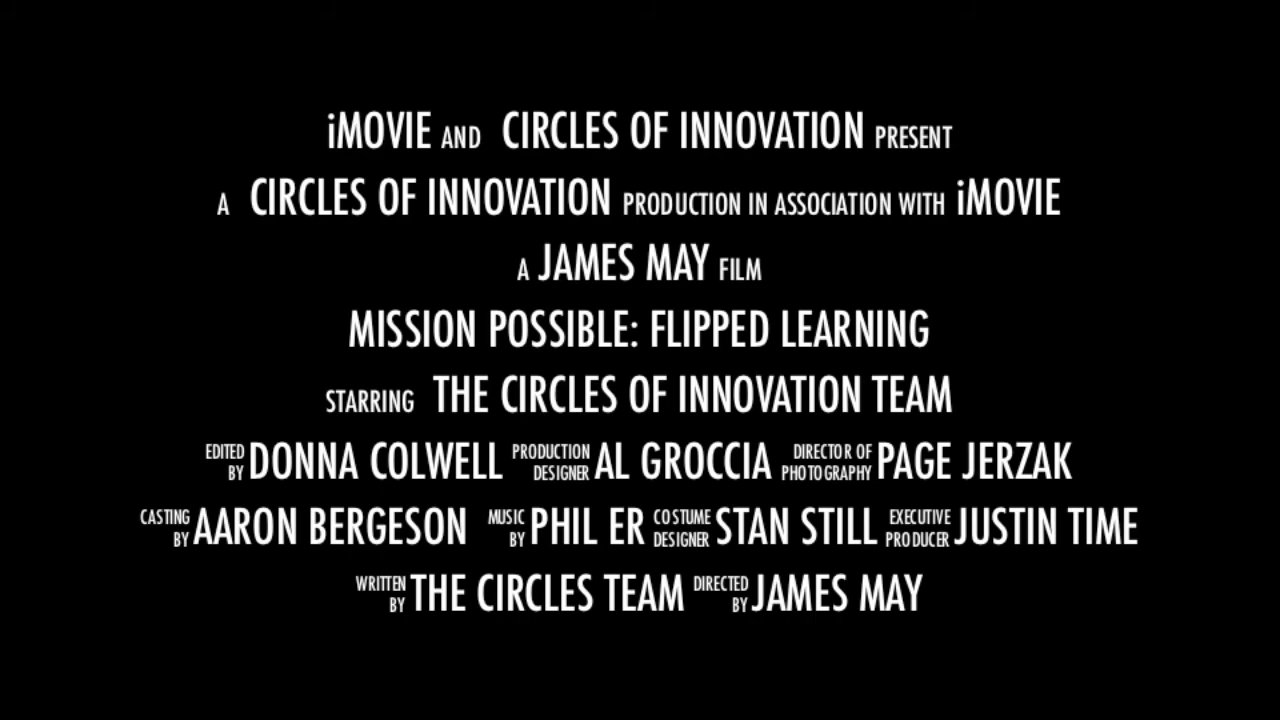 iMOVIE AND CIRCLES OF INNOVATION PRESENT
A CIRCLES OF INNOVATION PRODUCTION IN ASSOCIATION WITH iMOVIE
A JAMES MAY FILM
MISSION POSSIBLE: FLIPPED LEARNING
STARRING THE CIRCLES OF INNOVATION TEAM
EDITED BY DONNA COLWELL PRODUCTION DESIGNER AL GROCCIA DIRECTOR OF PHOTOGRAPHY PAGE JERZAK
CASTING BY AARON BERGESON MUSIC BY PHIL ER COSTUME DESIGNER STAN STILL EXECUTIVE PRODUCER JUSTIN TIME
WRITTEN BY THE CIRCLES TEAM DIRECTED BY JAMES MAY